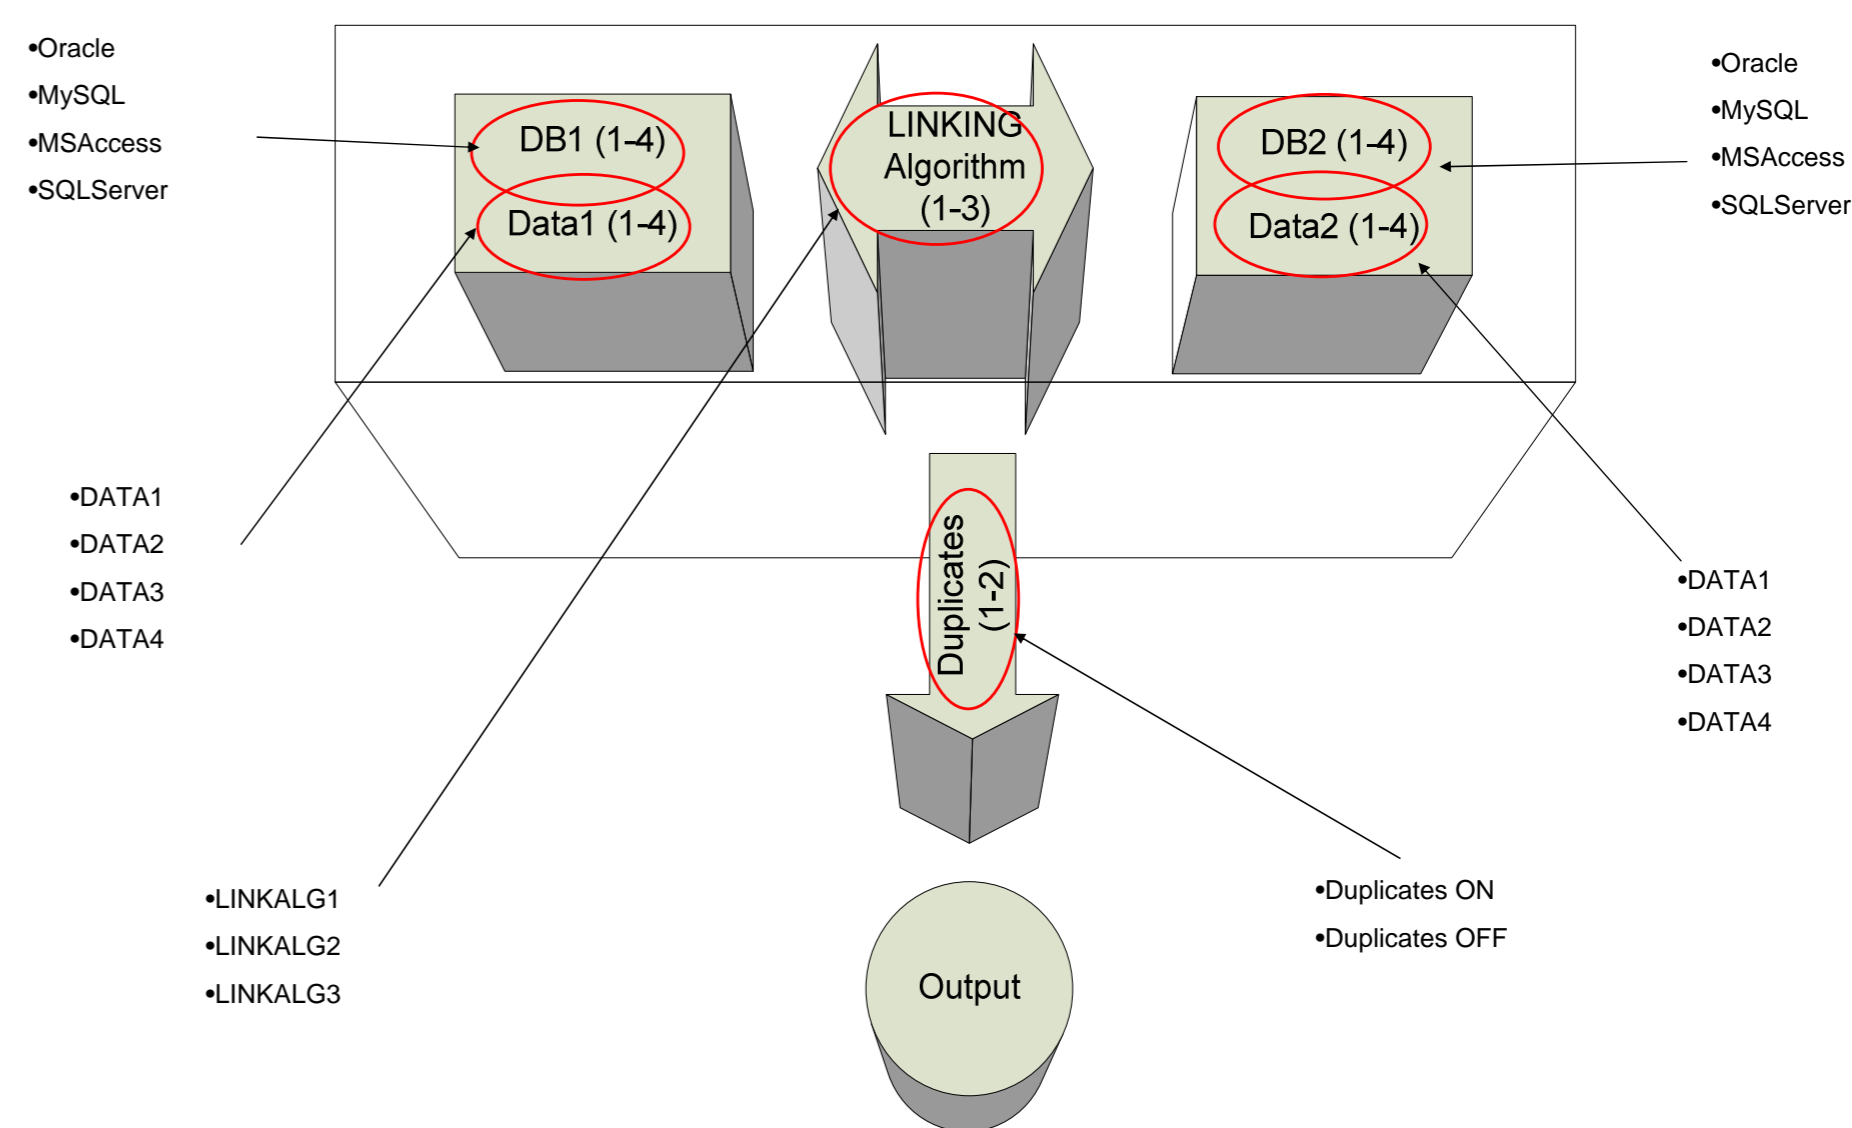 •Oracle
•MySQL
•MSAccess
•SQLServer
DB1 (1-4)
Data1 (1-4)
LINKING
Algorithm
(1-3)
DB2 (1-4)
Data2 (1-4)
•Oracle
•MySQL
•MSAccess
•SQLServer
•DATA1
•DATA2
•DATA3
•DATA4
Duplicates
(1-2)
•DATA1
•DATA2
•DATA3
•DATA4
•LINKALG1
•LINKALG2
•LINKALG3
•Duplicates ON
•Duplicates OFF
Output